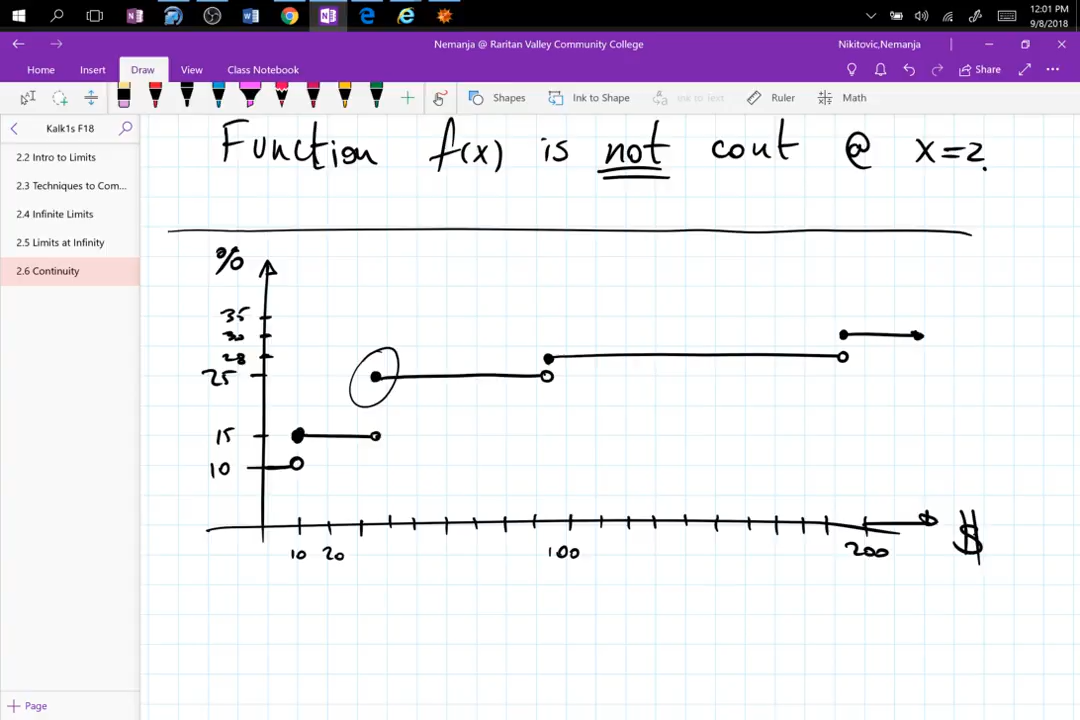 12:01 PM
9/8/2018
Nemanja @ Raritan Valley Community College
Nikitovic,Nemanja
Home Insert Draw View Class Notebook
Share
Shapes Ink to Shape Ink to Text Ruler Math
Kalk1s F18
2.2 Intro to Limits
2.3 Techniques to Com...
2.4 Infinite Limits
2.5 Limits at Infinity
2.6 Continuity
Page
Function f(x) is not cont @ x=2.
%
35
30
28
25
15
10
10 20 100 200 $